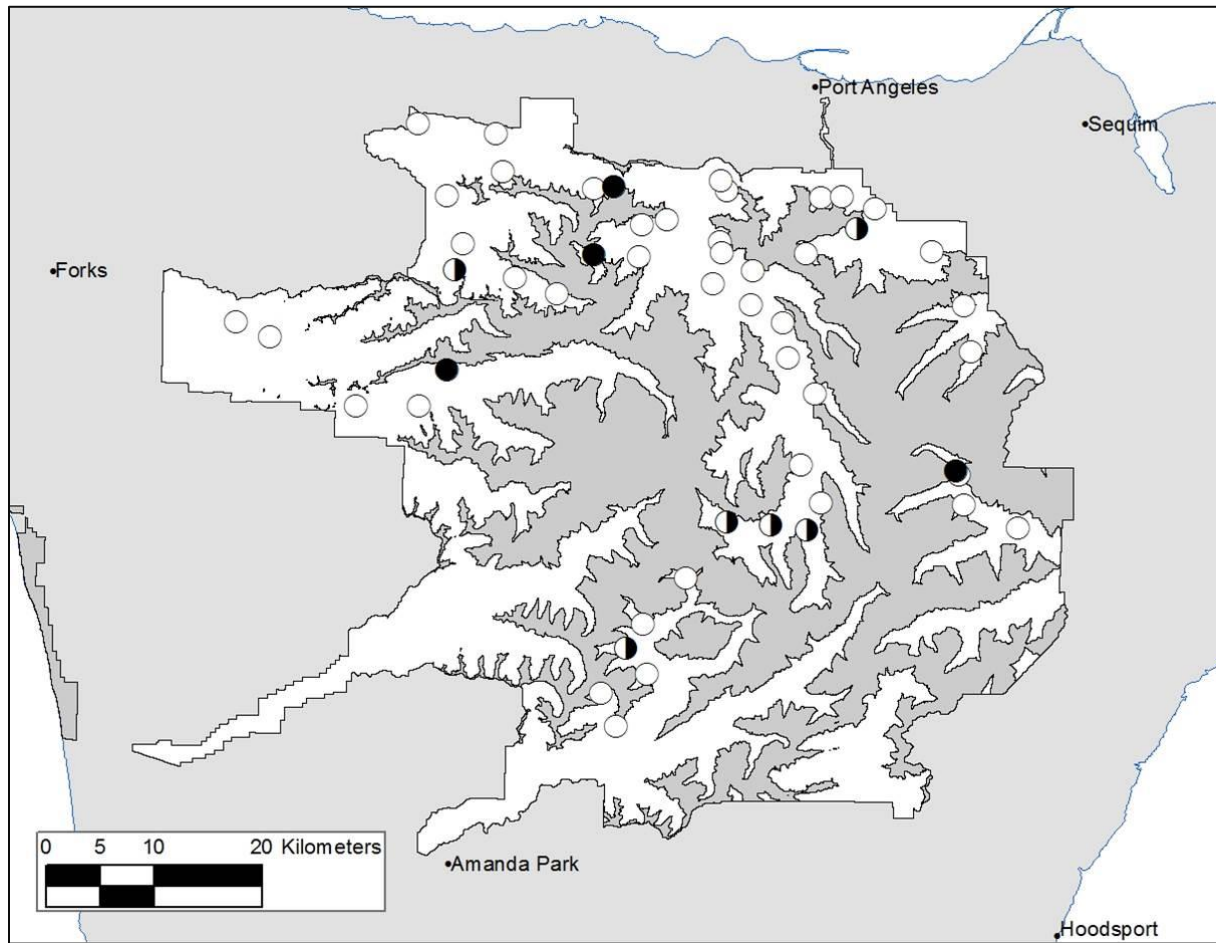 Port Angeles
Sequim
Forks
0 5 10 20 Kilometers
Amanda Park
Hoodsport